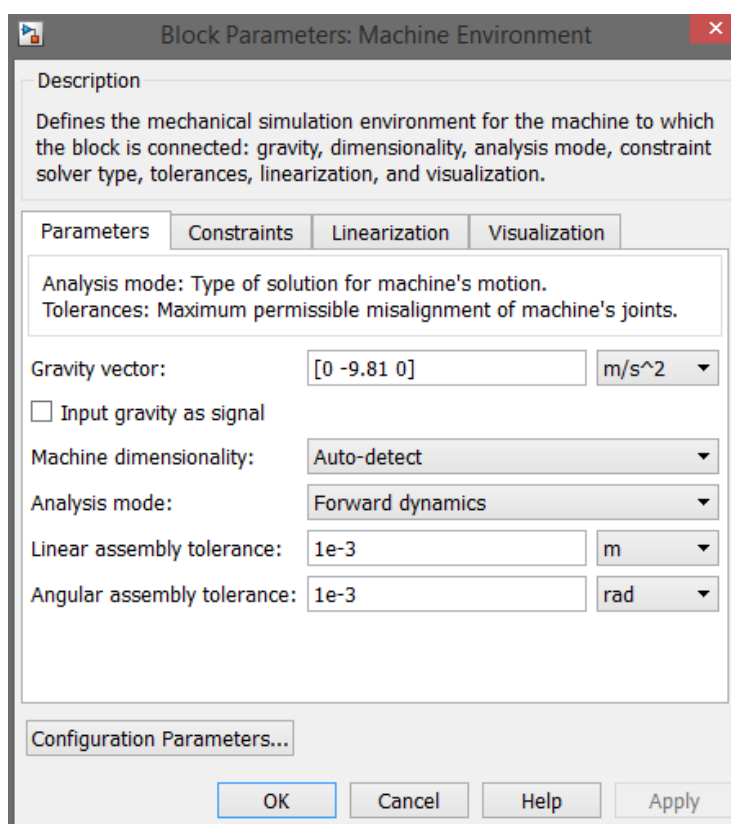 Block Parameters: Machine Environment
Description
Defines the mechanical simulation environment for the machine to which
the block is connected: gravity, dimensionality, analysis mode, constraint
solver type, tolerances, linearization, and visualization.
Parameters Constraints Linearization Visualization
Analysis mode: Type of solution for machine's motion.
Tolerances: Maximum permissible misalignment of machine's joints.
Gravity vector: [0 -9.81 0] m/s^2
Input gravity as signal
Machine dimensionality: Auto-detect
Analysis mode: Forward dynamics
Linear assembly tolerance: 1e-3 m
Angular assembly tolerance: 1e-3 rad
Configuration Parameters...
OK Cancel Help Apply